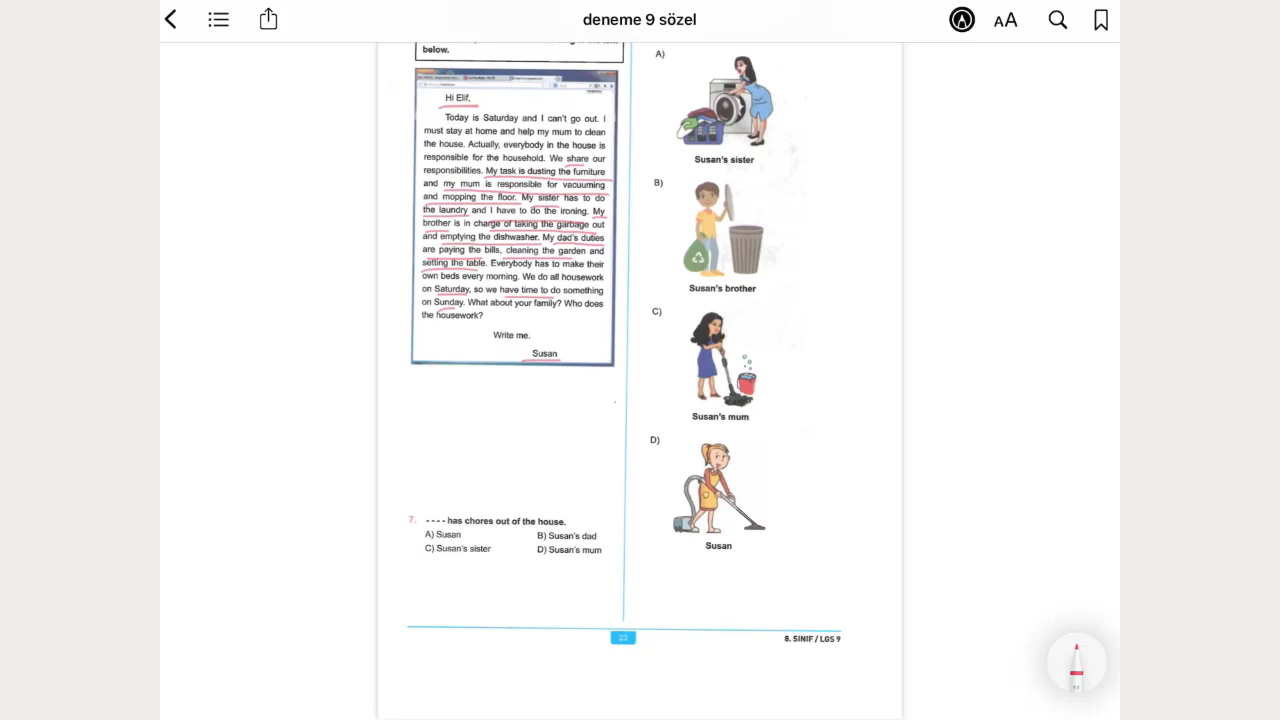 deneme 9 sözel
AA
below.
Hi Elif,
Today is Saturday and I can't go out. I
must stay at home and help my mum to clean
the house. Actually, everybody in the house is
responsible for the household. We share our
responsibilities. My task is dusting the furniture
and my mum is responsible for vacuuming
and mopping the floor. My sister has to do
the laundry and I have to do the ironing. My
brother is in charge of taking the garbage out
and emptying the dishwasher. My dad's duties
are paying the bills, cleaning the garden and
setting the table. Everybody has to make their
own beds every morning. We do all housework
on Saturday, so we have time to do something
on Sunday. What about your family? Who does
the housework?
Write me.
Susan
7. ---- has chores out of the house.
A) Susan
B) Susan's dad
C) Susan's sister
D) Susan's mum
A)
Susan's sister
B)
Susan's brother
C)
Susan's mum
D)
Susan
23
8. SINIF / LGS 9